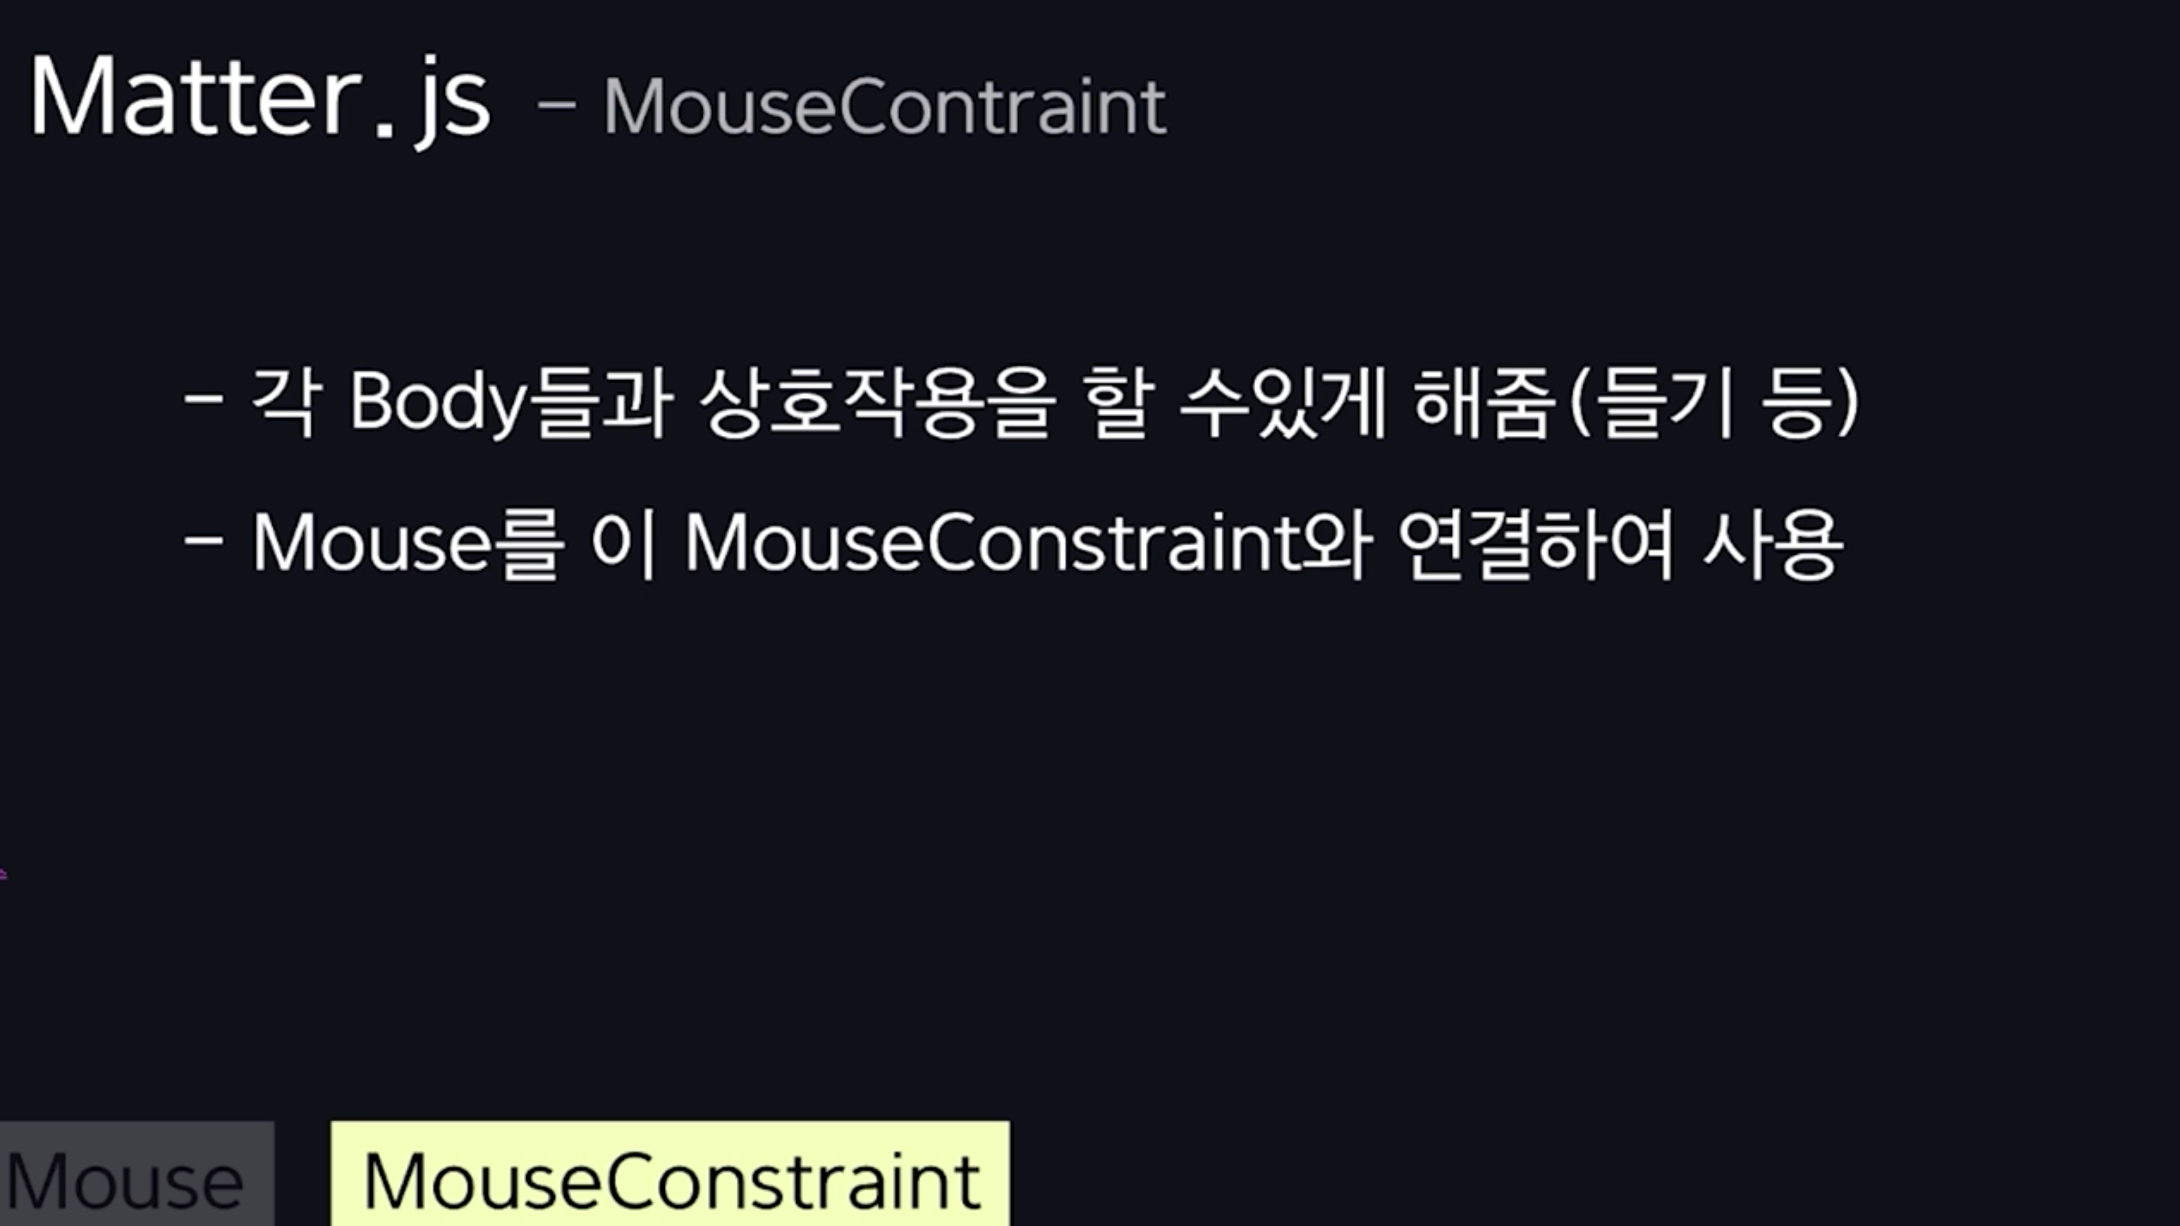 Matter.js - MouseContraint
- 각 Body들과 상호작용을 할 수있게 해줌(들기 등)
- Mouse를 이 MouseConstraint와 연결하여 사용
Mouse MouseConstraint